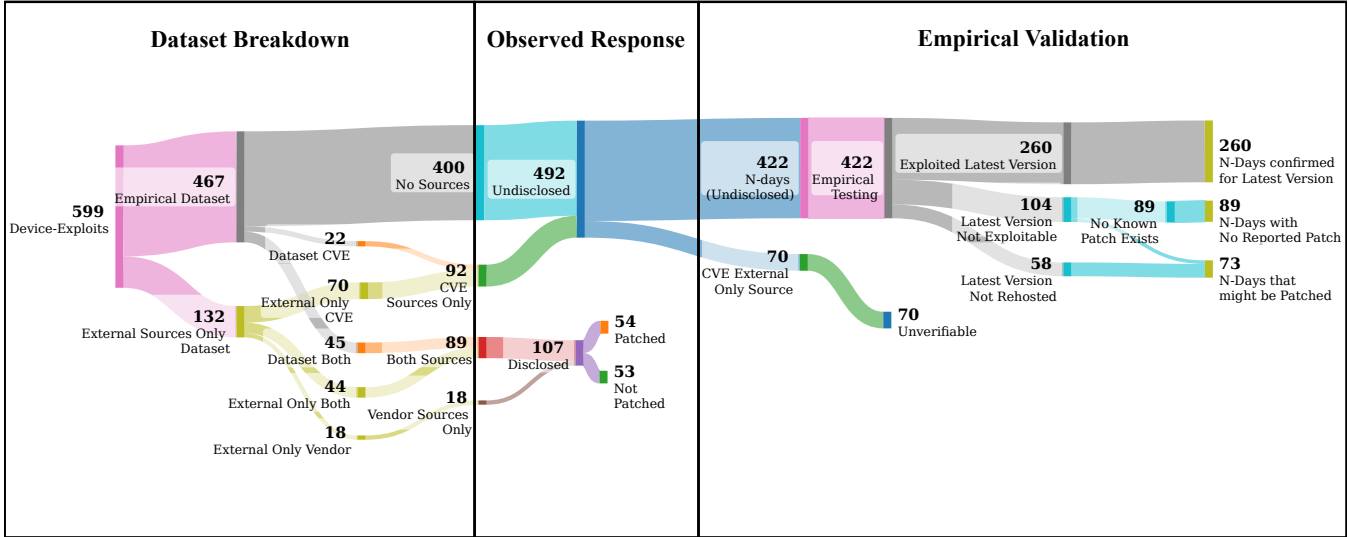 Dataset Breakdown
Observed Response
Empirical Validation
599
Device-Exploits
467
Empirical Dataset
132
External Sources Only
Dataset
400
No Sources
22
Dataset CVE
70
External Only
CVE
45
Dataset Both
44
External Only Both
18
External Only Vendor
92
CVE
Sources Only
89
Both Sources
18
Vendor Sources
Only
492
Undisclosed
107
Disclosed
54
Patched
53
Not
Patched
422
N-days
(Undisclosed)
70
CVE External
Only Source
422
Empirical
Testing
70
Unverifiable
260
Exploited Latest Version
104
Latest Version
Not Exploitable
58
Latest Version
Not Rehosted
89
No Known
Patch Exists
260
N-Days confirmed
for Latest Version
89
N-Days with
No Reported Patch
73
N-Days that
might be Patched